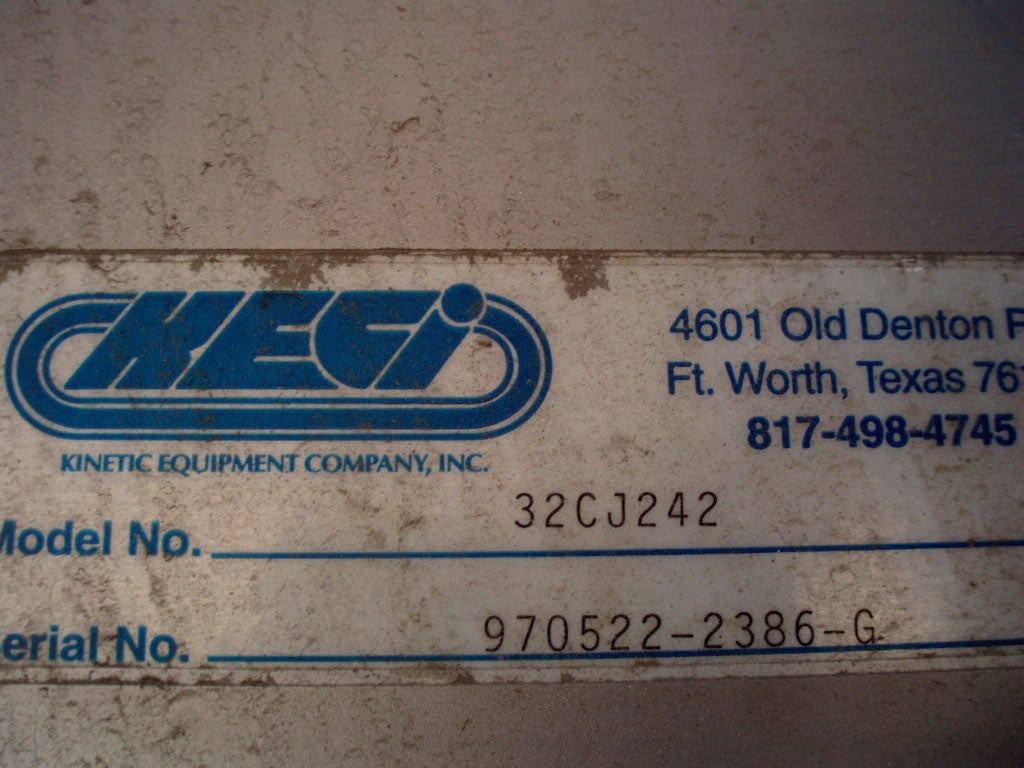 KECi
KINETIC EQUIPMENT COMPANY, INC.
4601 Old Denton
Ft. Worth, Texas
817-498-4745
Model No. 32CJ242
Serial No. 970522-2386-G